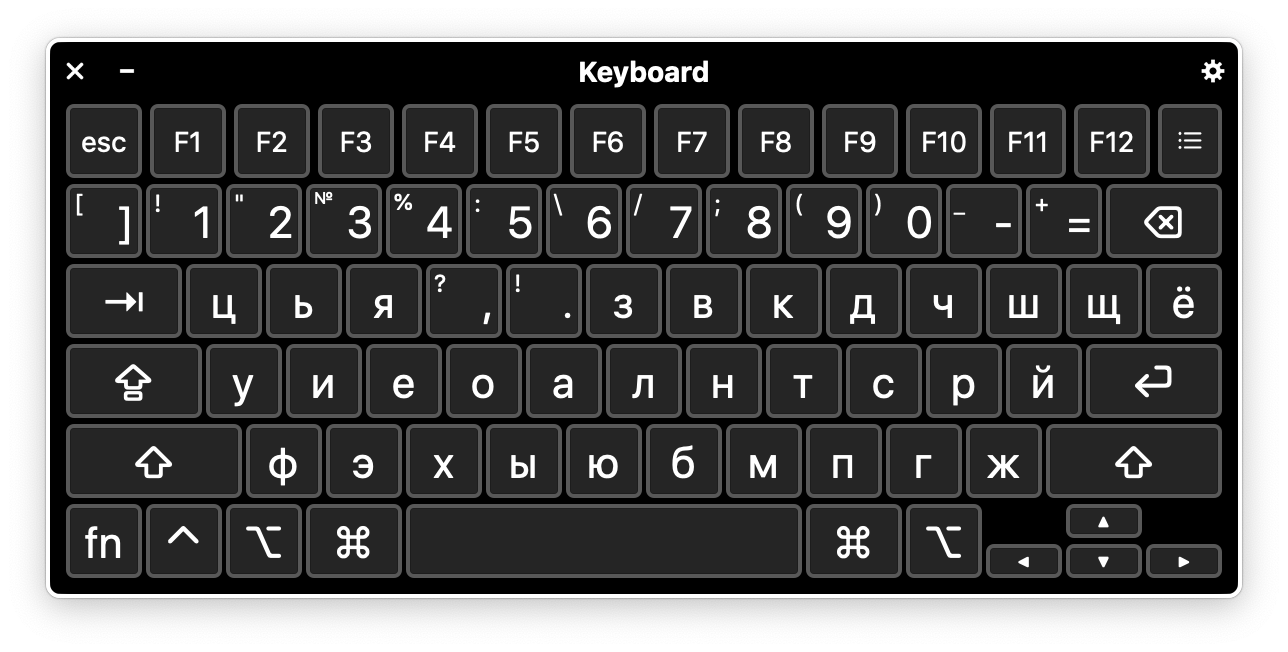 Keyboard
esc F1 F2 F3 F4 F5 F6 F7 F8 F9 F10 F11 F12
[ ] ! 1 " 2 № 3 % 4 : 5 \ 6 / 7 ; 8 ( 9 ) 0 _ - + =
ц ь я ? , ! . з в к д ч ш щ ё
у и е о а л н т с р й
ф э х ы ю б м п г ж
fn ⌃ ⌥ ⌘ ⌘ ⌥